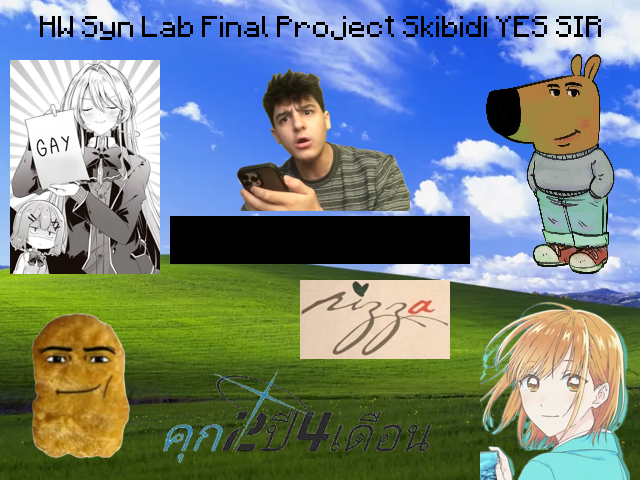 HW Syn Lab Final Project Skibidi YES SIR
GAY
pizza
คุก12ปี4เดือน